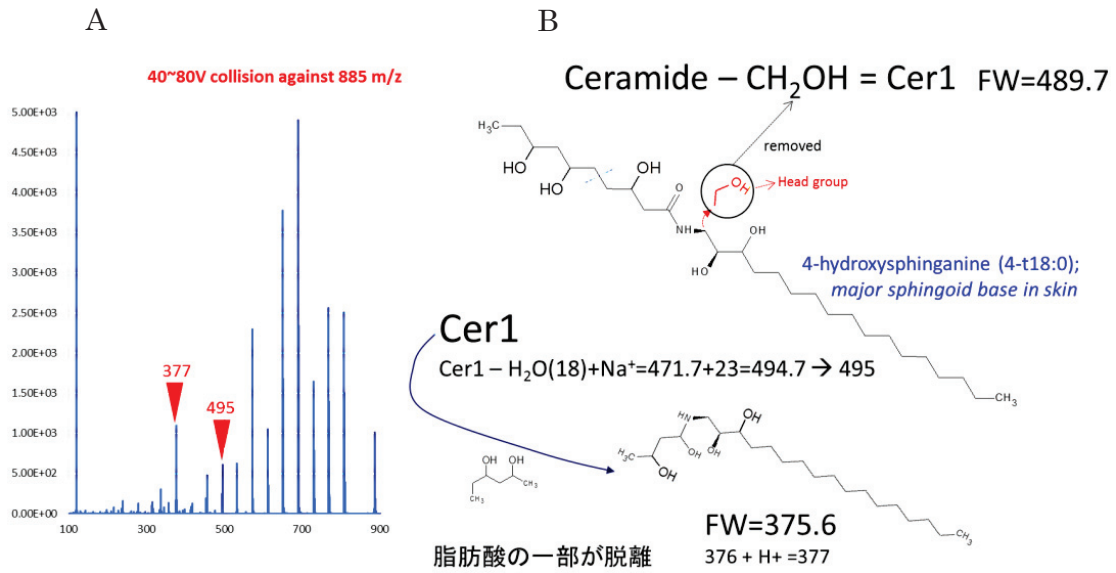 A
B
40~80V collision against 885 m/z
5.00E+03
4.50E+03
4.00E+03
3.50E+03
3.00E+03
2.50E+03
2.00E+03
1.50E+03
1.00E+03
5.00E+02
0.00E+00
100
300
500
700
900
377
495
Ceramide – CH₂OH = Cer1 FW=489.7
removed
Head group
H₃C
HO
HO
OH
OH
O
NH
OH
HO
OH
CH₃
4-hydroxysphinganine (4-t18:0);
major sphingoid base in skin
Cer1
Cer1 – H₂O(18)+Na⁺=471.7+23=494.7 → 495
OH
OH
CH₃
CH₃
HN
H₃C
OH
OH
OH
OH
CH₃
FW=375.6
376 + H+ =377
脂肪酸の一部が脱離